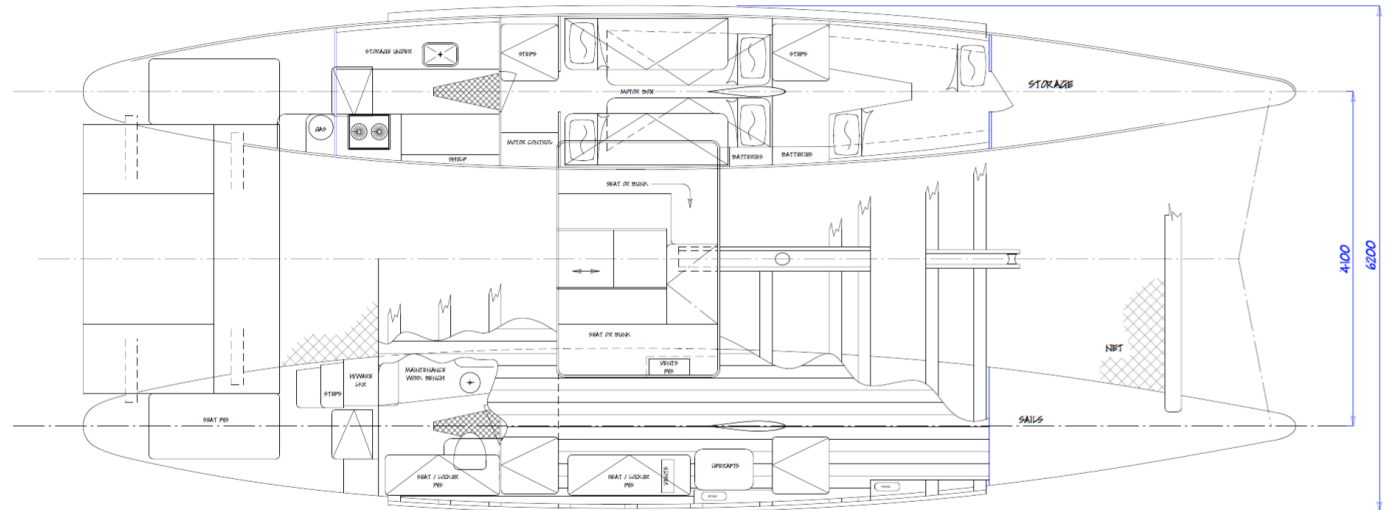 STORAGE UNDER
STEPS
STEPS
MOTOR BOX
STORAGE
GAS
SHELF
MOTOR CONTROL
BATTERIES
BATTERIES
SEAT OR BUNK
4100
6200
SEAT OR BUNK
VENTS
P&S
NET
STEPS
MAINTENANCE
WORK BENCH
SEAT P&S
SAILS
SEAT / LOCKER
P&S
SEAT / LOCKER
P&S
VENTS
LIFERAFTS